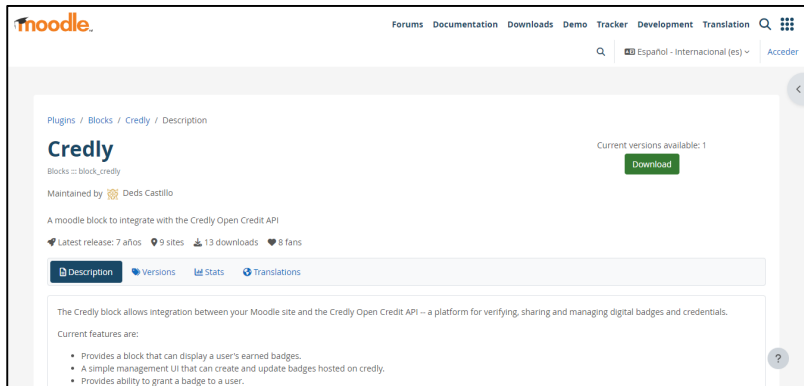 moodle
Forums Documentation Downloads Demo Tracker Development Translation
Español - Internacional (es) Acceder
Plugins / Blocks / Credly / Description
Credly
Current versions available: 1
Download
Blocks ::: block_credly
Maintained by Deds Castillo
A moodle block to integrate with the Credly Open Credit API
Latest release: 7 años 9 sites 13 downloads 8 fans
Description Versions Stats Translations
The Credly block allows integration between your Moodle site and the Credly Open Credit API -- a platform for verifying, sharing and managing digital badges and credentials.
Current features are:
Provides a block that can display a user's earned badges.
A simple management UI that can create and update badges hosted on credly.
Provides ability to grant a badge to a user.
?